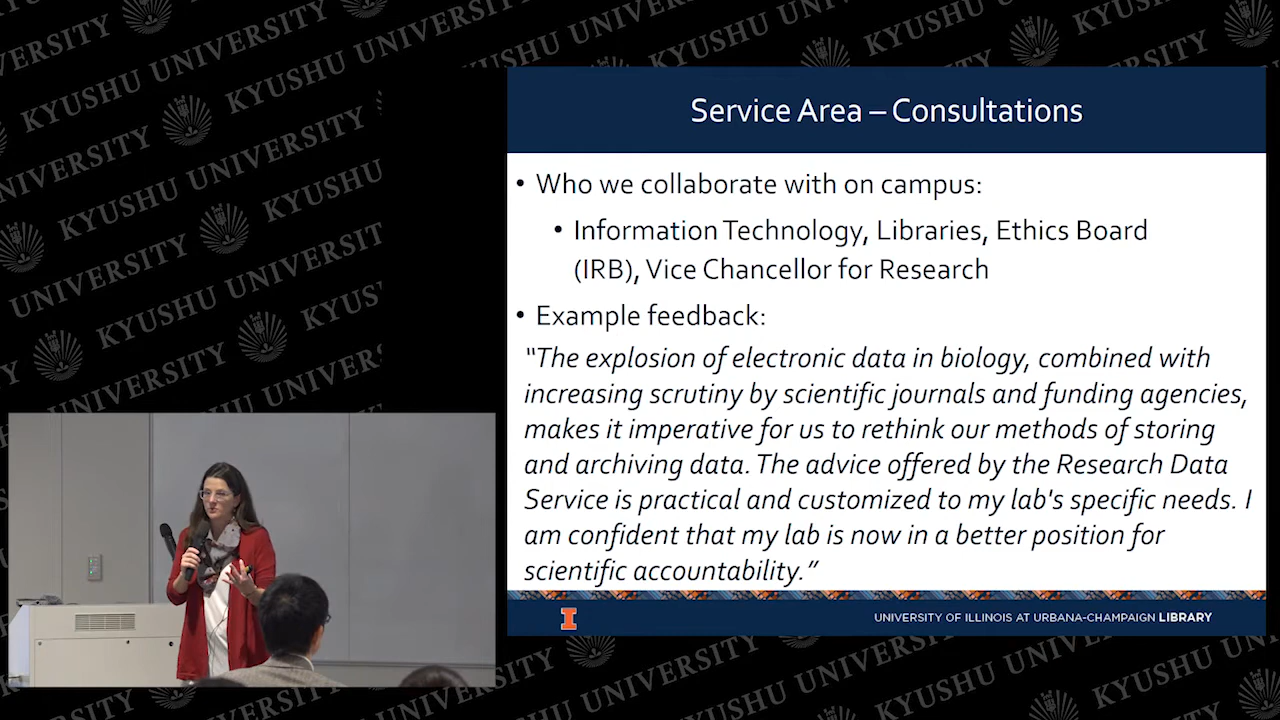 Service Area – Consultations
• Who we collaborate with on campus:
• Information Technology, Libraries, Ethics Board
(IRB), Vice Chancellor for Research
• Example feedback:
“The explosion of electronic data in biology, combined with
increasing scrutiny by scientific journals and funding agencies,
makes it imperative for us to rethink our methods of storing
and archiving data. The advice offered by the Research Data
Service is practical and customized to my lab's specific needs. I
am confident that my lab is now in a better position for
scientific accountability.”
I
UNIVERSITY OF ILLINOIS AT URBANA-CHAMPAIGN LIBRARY
KYUSHU UNIVERSITY